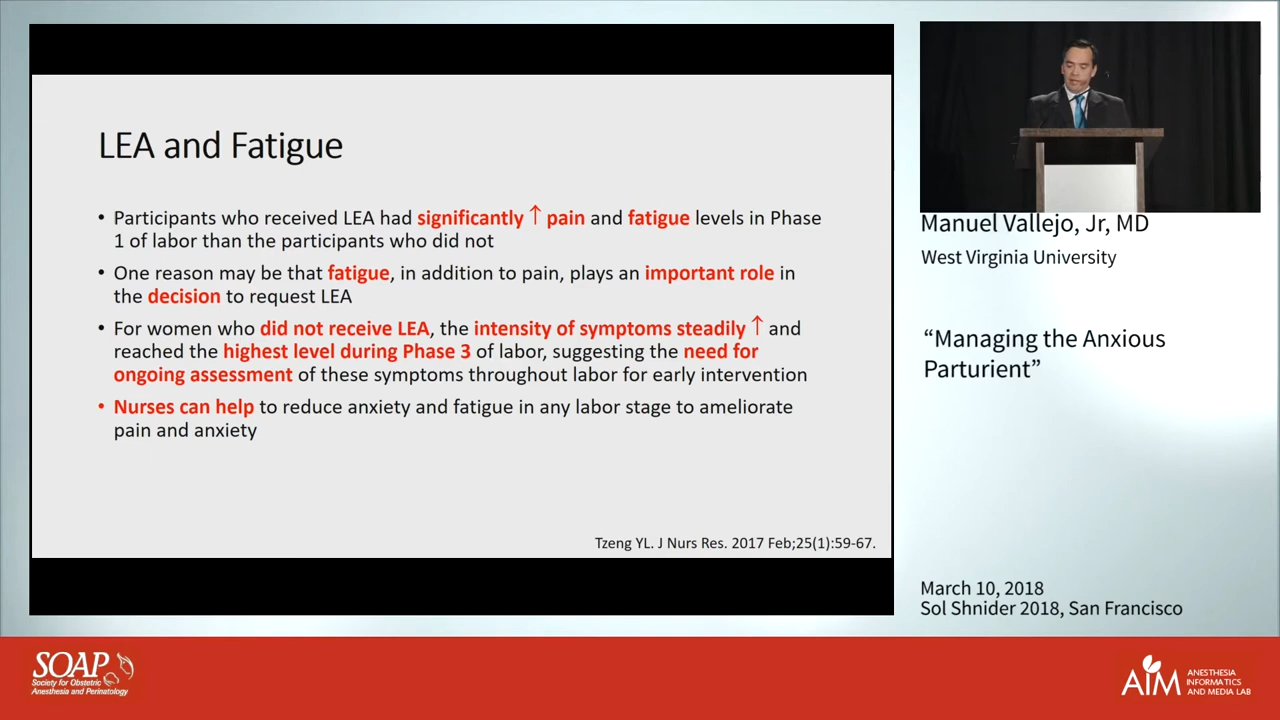 LEA and Fatigue
• Participants who received LEA had significantly ↑ pain and fatigue levels in Phase
1 of labor than the participants who did not
• One reason may be that fatigue, in addition to pain, plays an important role in
the decision to request LEA
• For women who did not receive LEA, the intensity of symptoms steadily ↑ and
reached the highest level during Phase 3 of labor, suggesting the need for
ongoing assessment of these symptoms throughout labor for early intervention
• Nurses can help to reduce anxiety and fatigue in any labor stage to ameliorate
pain and anxiety
Tzeng YL. J Nurs Res. 2017 Feb;25(1):59-67.
Manuel Vallejo, Jr, MD
West Virginia University
“Managing the Anxious
Parturient”
March 10, 2018
Sol Shnider 2018, San Francisco
SOAP
Society for Obstetric
Anesthesia and Perinatology
AIM
ANESTHESIA
INFORMATICS
AND MEDIA LAB